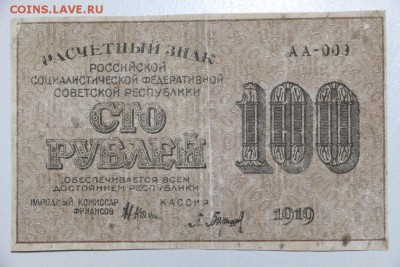 COINS.LAVE.RU
РАСЧЕТНЫЙ ЗНАК
АА-009
РОССИЙСКОЙ
СОЦИАЛИСТИЧЕСКОЙ ФЕДЕРАТИВНОЙ
СОВЕТСКОЙ РЕСПУБЛИКИ
СТО
РУБЛЕЙ
100
ОБЕСПЕЧИВАЕТСЯ ВСЕМ
ДОСТОЯНИЕМ РЕСПУБЛИКИ
НАРОДНЫЙ КОМИССАР
ФИНАНСОВ
КАССИР
1919